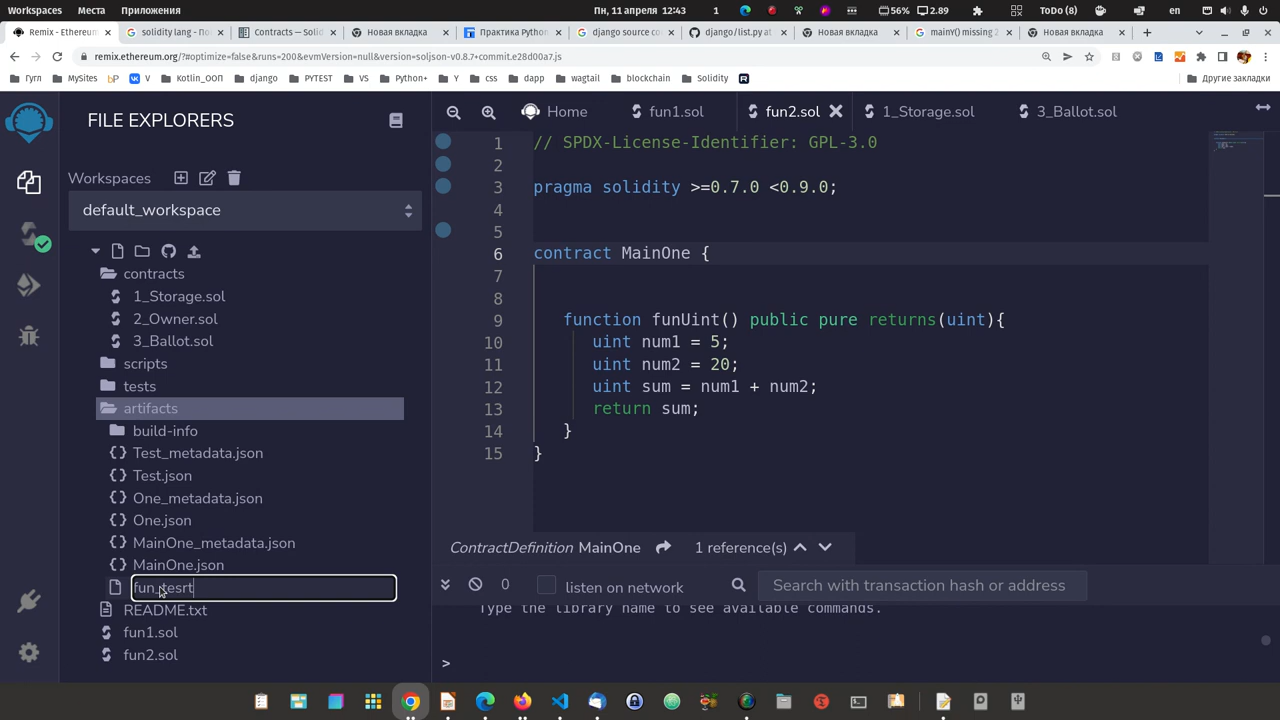 Workspaces Места Приложения Пн, 11 апреля 12:43 56% 2.89 ToDo (8) en
Remix - Ethereu solidity lang - по Contracts — Solid Новая вкладка Практика Python django source co django/list.py at Новая вкладка mainY() missing 2 Новая вкладка
remix.ethereum.org/?#optimize=false&runs=200&evmVersion=null&version=soljson-v0.8.7+commit.e28d00a7.js
Гугл MySites V Kotlin_ООП django PYTEST VS Python+ Y css dapp wagtail blockchain Solidity Другие закладки
FILE EXPLORERS
Home fun1.sol fun2.sol 1_Storage.sol 3_Ballot.sol
Workspaces
default_workspace
contracts
1_Storage.sol
2_Owner.sol
3_Ballot.sol
scripts
tests
artifacts
build-info
Test_metadata.json
Test.json
One_metadata.json
One.json
MainOne_metadata.json
MainOne.json
fun_tesrt
README.txt
fun1.sol
fun2.sol
1 // SPDX-License-Identifier: GPL-3.0
2
3 pragma solidity >=0.7.0 <0.9.0;
4
5
6 contract MainOne {
7
8
9 function funUint() public pure returns(uint){
10 uint num1 = 5;
11 uint num2 = 20;
12 uint sum = num1 + num2;
13 return sum;
14 }
15 }
ContractDefinition MainOne 1 reference(s)
0 listen on network Search with transaction hash or address
Type the library name to see available commands.
>